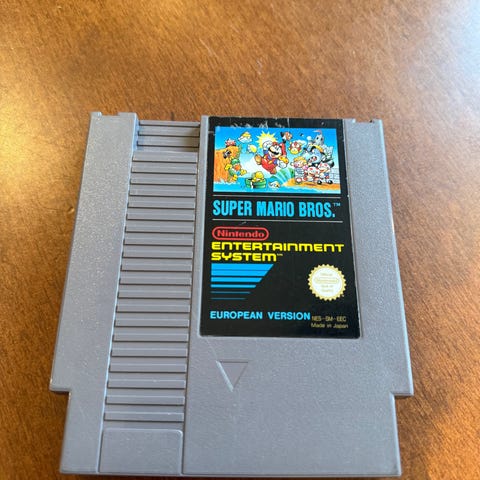 SUPER MARIO BROS.™
Nintendo
ENTERTAINMENT
SYSTEM™
EUROPEAN VERSION
NES-SM-EEC
Made in Japan